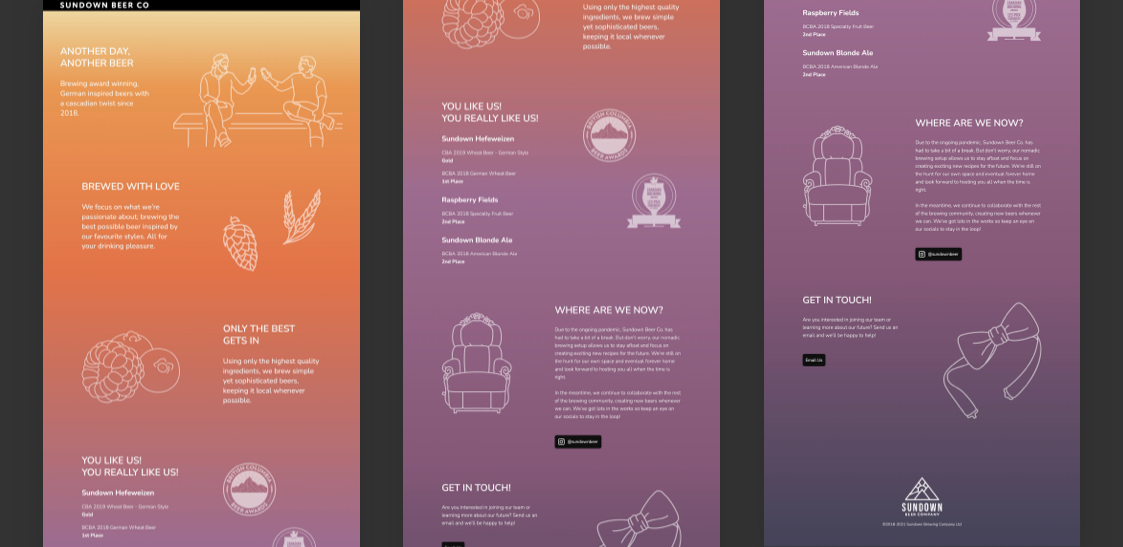 SUNDOWN BEER CO
ANOTHER DAY,
ANOTHER BEER
Brewing award winning,
German inspired beers with
a cascadian twist since
2018.
BREWED WITH LOVE
We focus on what we're
passionate about; brewing the
best possible beer inspired by
our favourite styles. All for
your drinking pleasure.
ONLY THE BEST
GETS IN
Using only the highest quality
ingredients, we brew simple
yet sophisticated beers,
keeping it local whenever
possible.
YOU LIKE US!
YOU REALLY LIKE US!
Sundown Hefeweizen
CBA 2019 Wheat Beer - German Style
Gold
BCBA 2018 German Wheat Beer
1st Place
BRITISH COLUMBIA
BEER AWARDS
Using only the highest quality
ingredients, we brew simple
yet sophisticated beers,
keeping it local whenever
possible.
YOU LIKE US!
YOU REALLY LIKE US!
Sundown Hefeweizen
CBA 2019 Wheat Beer - German Style
Gold
BCBA 2018 German Wheat Beer
1st Place
Raspberry Fields
BCBA 2018 Specialty Fruit Beer
2nd Place
Sundown Blonde Ale
BCBA 2018 American Blonde Ale
2nd Place
BRITISH COLUMBIA
BEER AWARDS
WHERE ARE WE NOW?
Due to the ongoing pandemic, Sundown Beer Co. has
had to take a bit of a break. But don't worry, our nomadic
brewing setup allows us to stay afloat and focus on
creating exciting new recipes for the future. We're still on
the hunt for our own space and eventual forever home
and look forward to hosting you all when the time is
right.
In the meantime, we continue to collaborate with the rest
of the brewing community, creating new beers whenever
we can. We've got lots in the works so keep an eye on
our socials to stay in the loop!
@sundownbeer
GET IN TOUCH!
Are you interested in joining our team or
learning more about our future? Send us an
email and we'll be happy to help!
Raspberry Fields
BCBA 2018 Specialty Fruit Beer
2nd Place
Sundown Blonde Ale
BCBA 2018 American Blonde Ale
2nd Place
WHERE ARE WE NOW?
Due to the ongoing pandemic, Sundown Beer Co. has
had to take a bit of a break. But don't worry, our nomadic
brewing setup allows us to stay afloat and focus on
creating exciting new recipes for the future. We're still on
the hunt for our own space and eventual forever home
and look forward to hosting you all when the time is
right.
In the meantime, we continue to collaborate with the rest
of the brewing community, creating new beers whenever
we can. We've got lots in the works so keep an eye on
our socials to stay in the loop!
@sundownbeer
GET IN TOUCH!
Are you interested in joining our team or
learning more about our future? Send us an
email and we'll be happy to help!
Email Us
SUNDOWN
BEER COMPANY
©2018-2021 Sundown Brewing Company Ltd